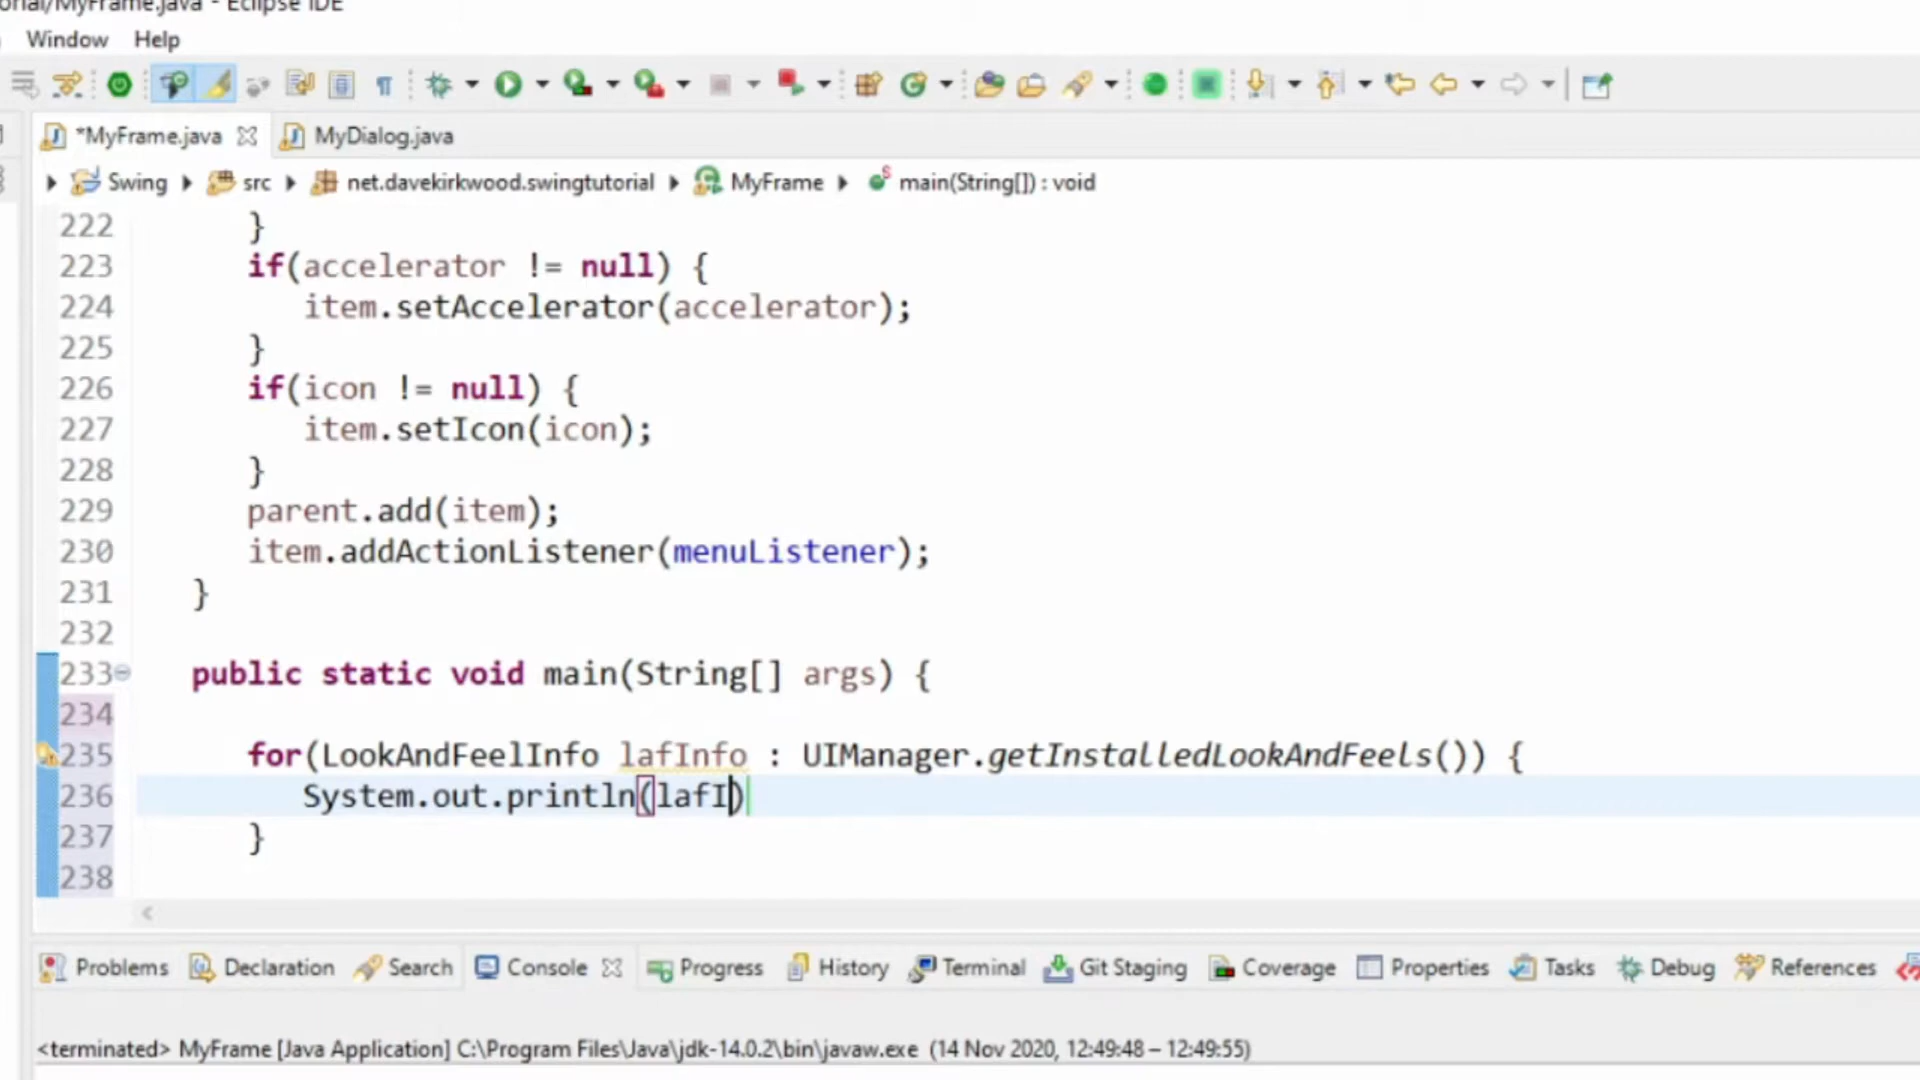 orial/MyFrame.java - Eclipse IDE
Window Help
*MyFrame.java MyDialog.java
Swing src net.davekirkwood.swingtutorial MyFrame main(String[]) : void
222 }
223 if(accelerator != null) {
224 item.setAccelerator(accelerator);
225 }
226 if(icon != null) {
227 item.setIcon(icon);
228 }
229 parent.add(item);
230 item.addActionListener(menuListener);
231 }
232
233 public static void main(String[] args) {
234
235 for(LookAndFeelInfo lafInfo : UIManager.getInstalledLookAndFeels()) {
236 System.out.println(lafI)
237 }
238
Problems Declaration Search Console Progress History Terminal Git Staging Coverage Properties Tasks Debug References
<terminated> MyFrame [Java Application] C:\Program Files\Java\jdk-14.0.2\bin\javaw.exe (14 Nov 2020, 12:49:48 – 12:49:55)